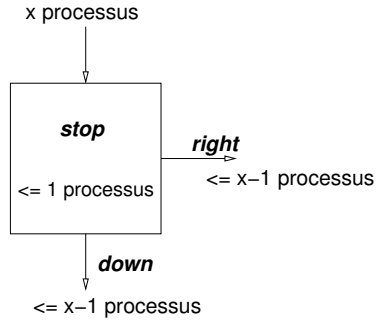 x processus
stop
right
<= x−1 processus
<= 1 processus
down
<= x−1 processus